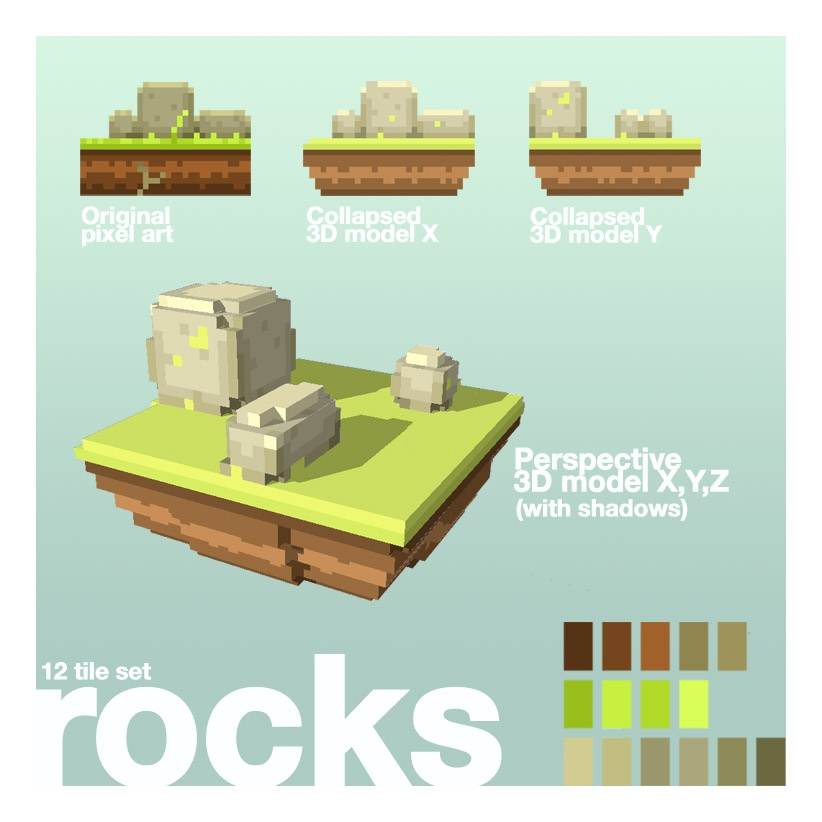 Original
pixel art
Collapsed
3D model X
Collapsed
3D model Y
Perspective
3D model X,Y,Z
(with shadows)
12 tile set
rocks